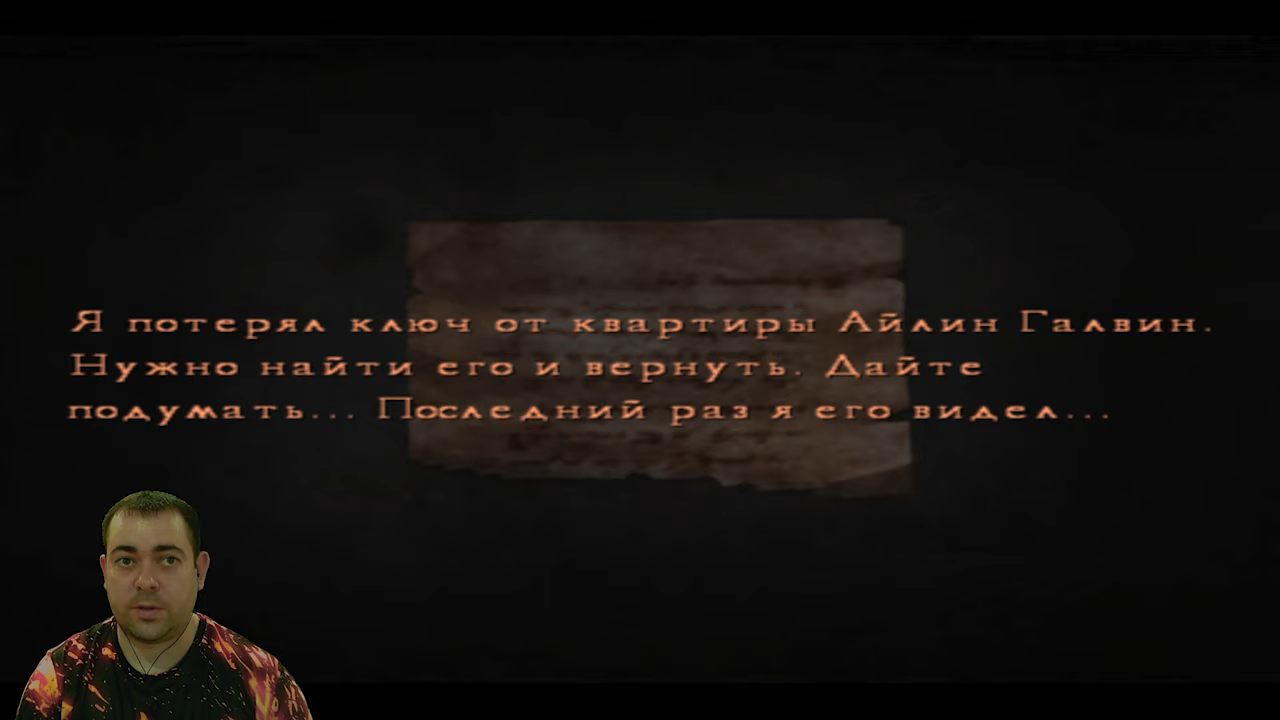 Я потерял ключ от квартиры Айлин Галвин.
Нужно найти его и вернуть. Дайте
подумать... Последний раз я его видел...